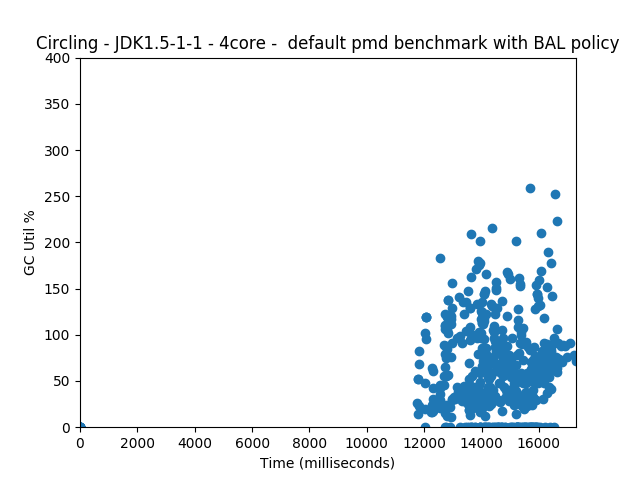 Circling - JDK1.5-1-1 - 4core -  default pmd benchmark with BAL policy
400
350
300
250
200
150
100
50
0
GC Util %
0 2000 4000 6000 8000 10000 12000 14000 16000
Time (milliseconds)